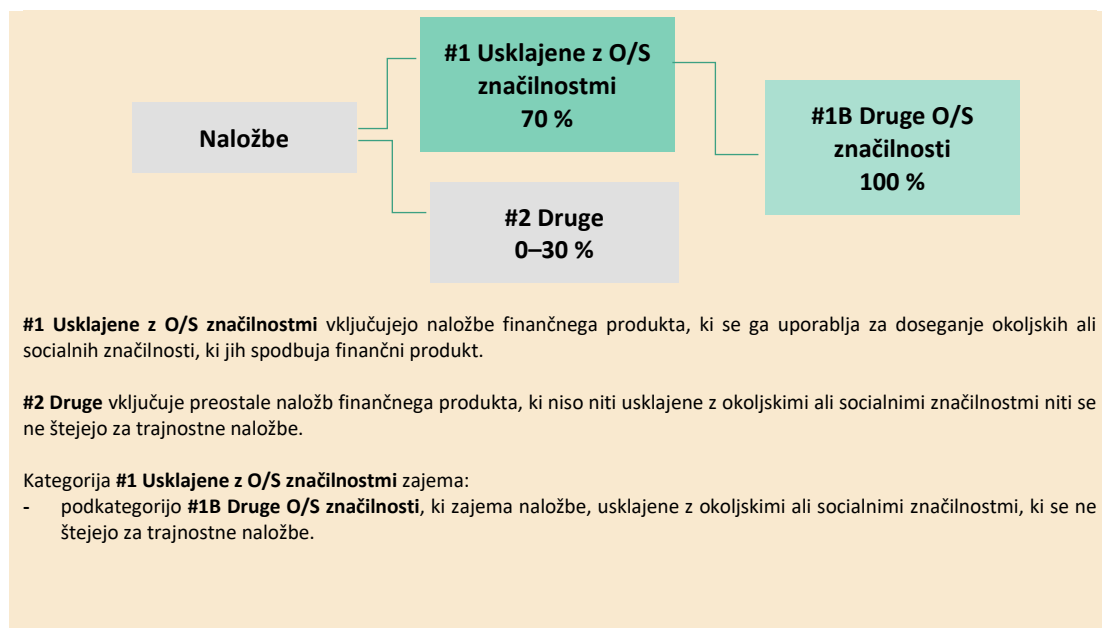 #1 Usklajene z O/S
značilnostmi
70 %
#1B Druge O/S
značilnosti
100 %
Naložbe
#2 Druge
0–30 %
#1 Usklajene z O/S značilnostmi vključujejo naložbe finančnega produkta, ki se ga uporablja za doseganje okoljskih ali
socialnih značilnosti, ki jih spodbuja finančni produkt.
#2 Druge vključuje preostale naložb finančnega produkta, ki niso niti usklajene z okoljskimi ali socialnimi značilnostmi niti se
ne štejejo za trajnostne naložbe.
Kategorija #1 Usklajene z O/S značilnostmi zajema:
- podkategorijo #1B Druge O/S značilnosti, ki zajema naložbe, usklajene z okoljskimi ali socialnimi značilnostmi, ki se ne
štejejo za trajnostne naložbe.